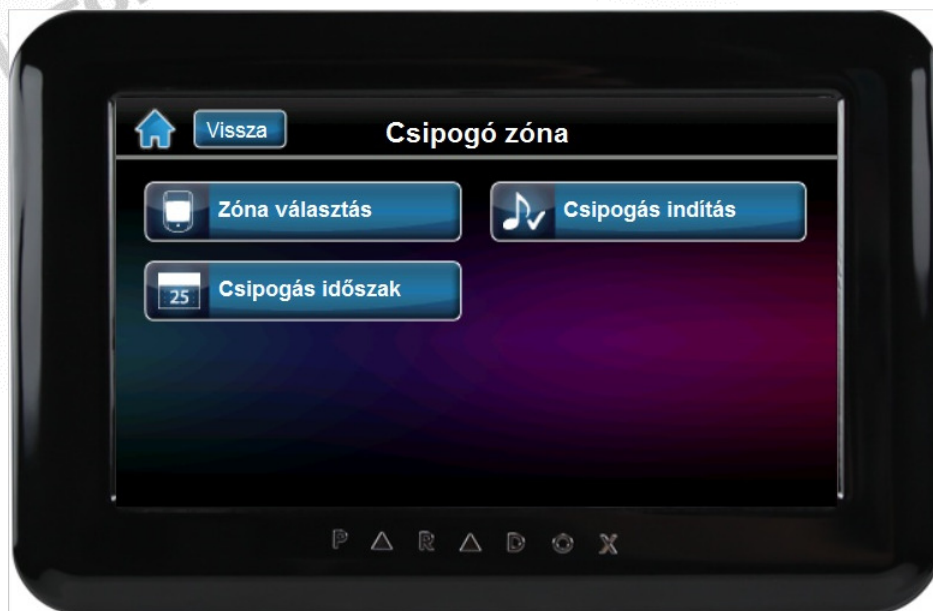 Vissza
Csipogó zóna
Zóna választás
Csipogás indítás
25
Csipogás időszak
PARADOX